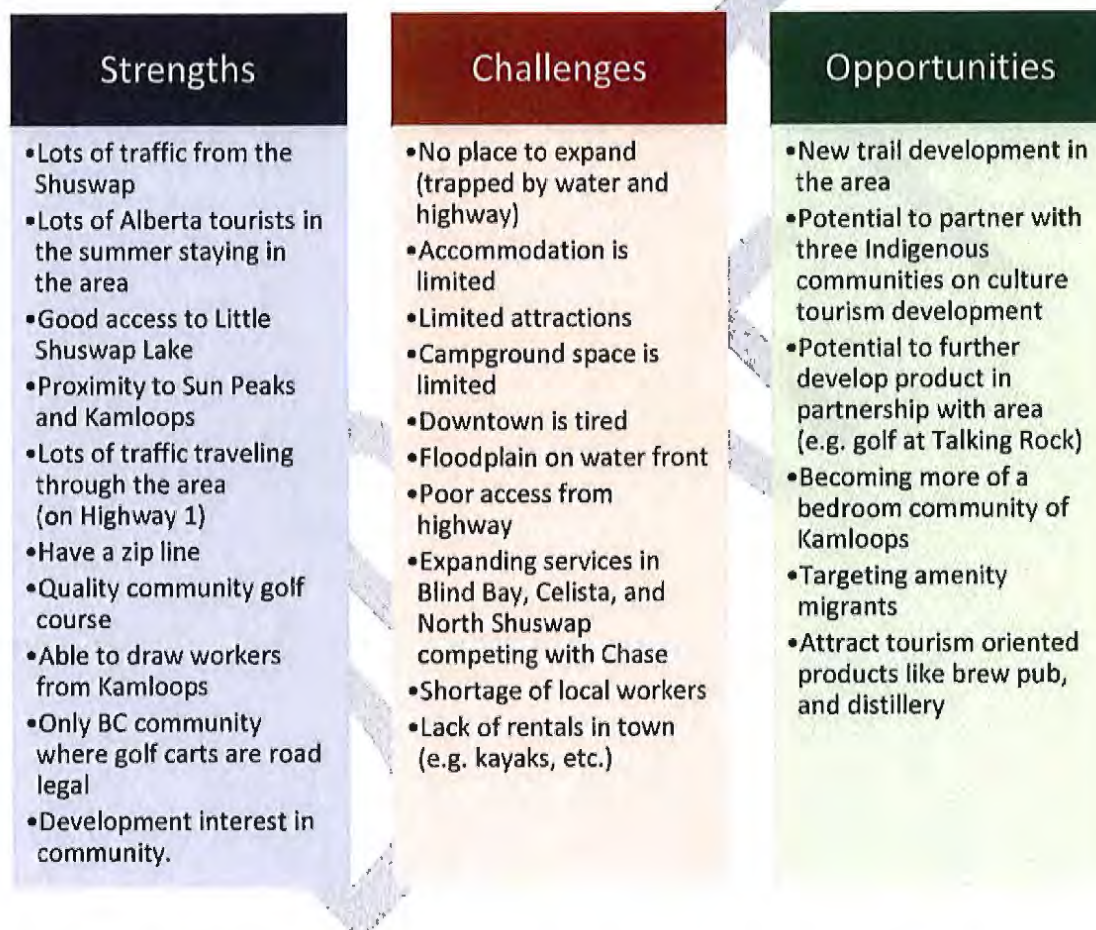 Strengths
•Lots of traffic from the
Shuswap
•Lots of Alberta tourists in
the summer staying in
the area
•Good access to Little
Shuswap Lake
•Proximity to Sun Peaks
and Kamloops
•Lots of traffic traveling
through the area
(on Highway 1)
•Have a zip line
•Quality community golf
course
•Able to draw workers
from Kamloops
•Only BC community
where golf carts are road
legal
•Development interest in
community.
Challenges
•No place to expand
(trapped by water and
highway)
•Accommodation is
limited
•Limited attractions
•Campground space is
limited
•Downtown is tired
•Floodplain on water front
•Poor access from
highway
•Expanding services in
Blind Bay, Celista, and
North Shuswap
competing with Chase
•Shortage of local workers
•Lack of rentals in town
(e.g. kayaks, etc.)
Opportunities
•New trail development in
the area
•Potential to partner with
three Indigenous
communities on culture
tourism development
•Potential to further
develop product in
partnership with area
(e.g. golf at Talking Rock)
•Becoming more of a
bedroom community of
Kamloops
•Targeting amenity
migrants
•Attract tourism oriented
products like brew pub,
and distillery